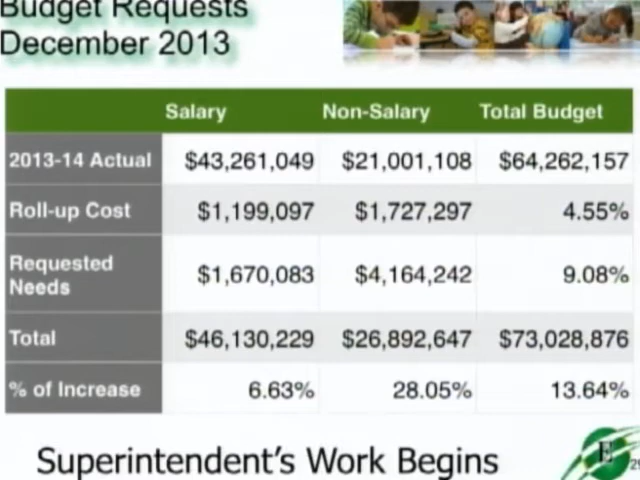 Budget Requests
December 2013
Salary Non-Salary Total Budget
2013-14 Actual $43,261,049 $21,001,108 $64,262,157
Roll-up Cost $1,199,097 $1,727,297 4.55%
Requested
Needs $1,670,083 $4,164,242 9.08%
Total $46,130,229 $26,892,647 $73,028,876
% of Increase 6.63% 28.05% 13.64%
Superintendent's Work Begins
E